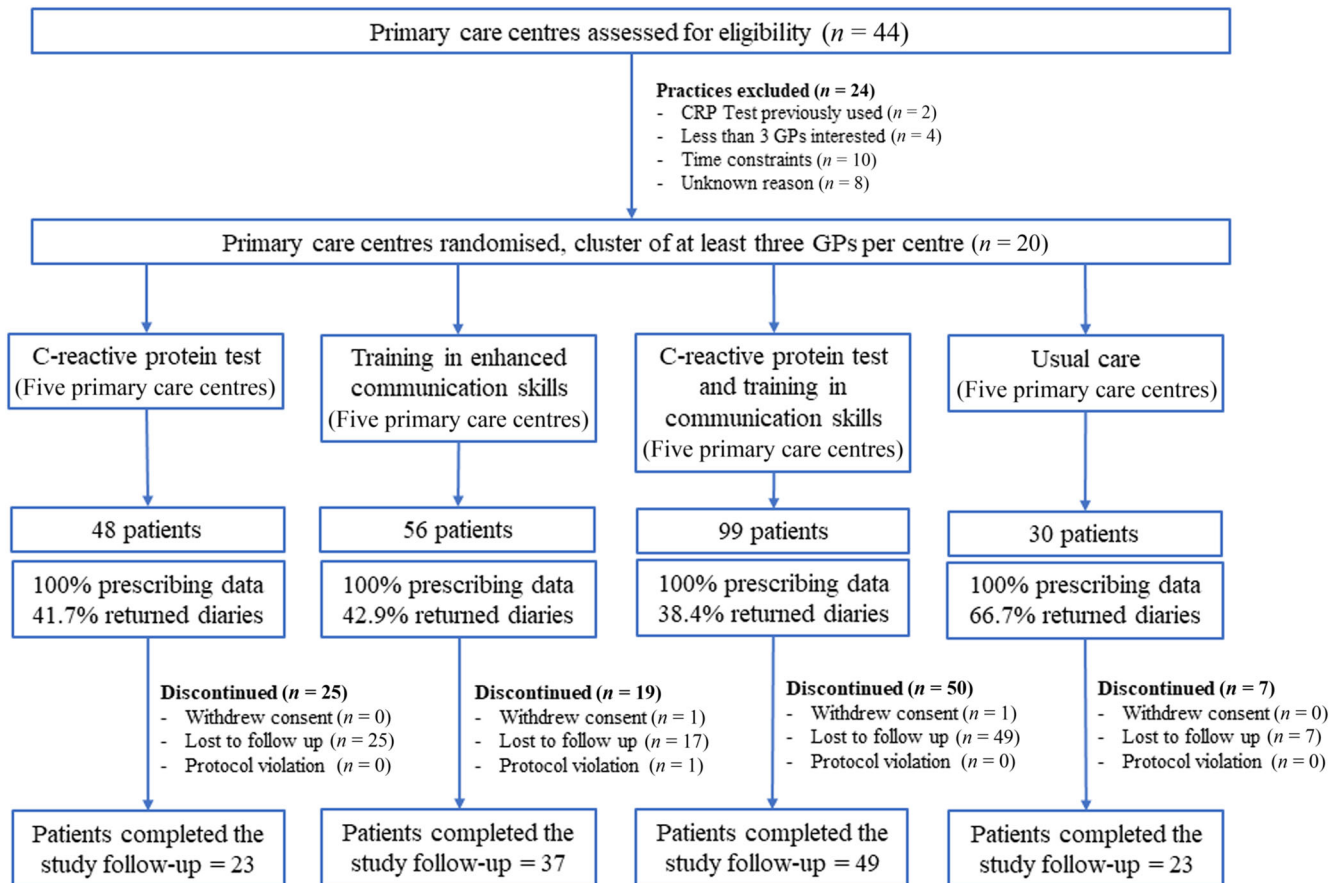 Primary care centres assessed for eligibility (n = 44)
Practices excluded (n = 24)
- CRP Test previously used (n = 2)
- Less than 3 GPs interested (n = 4)
- Time constraints (n = 10)
- Unknown reason (n = 8)
Primary care centres randomised, cluster of at least three GPs per centre (n = 20)
C-reactive protein test
(Five primary care centres)
Training in enhanced
communication skills
(Five primary care centres)
C-reactive protein test
and training in
communication skills
(Five primary care centres)
Usual care
(Five primary care centres)
48 patients
56 patients
99 patients
30 patients
100% prescribing data
41.7% returned diaries
100% prescribing data
42.9% returned diaries
100% prescribing data
38.4% returned diaries
100% prescribing data
66.7% returned diaries
Discontinued (n = 25)
- Withdrew consent (n = 0)
- Lost to follow up (n = 25)
- Protocol violation (n = 0)
Discontinued (n = 19)
- Withdrew consent (n = 1)
- Lost to follow up (n = 17)
- Protocol violation (n = 1)
Discontinued (n = 50)
- Withdrew consent (n = 1)
- Lost to follow up (n = 49)
- Protocol violation (n = 0)
Discontinued (n = 7)
- Withdrew consent (n = 0)
- Lost to follow up (n = 7)
- Protocol violation (n = 0)
Patients completed the
study follow-up = 23
Patients completed the
study follow-up = 37
Patients completed the
study follow-up = 49
Patients completed the
study follow-up = 23